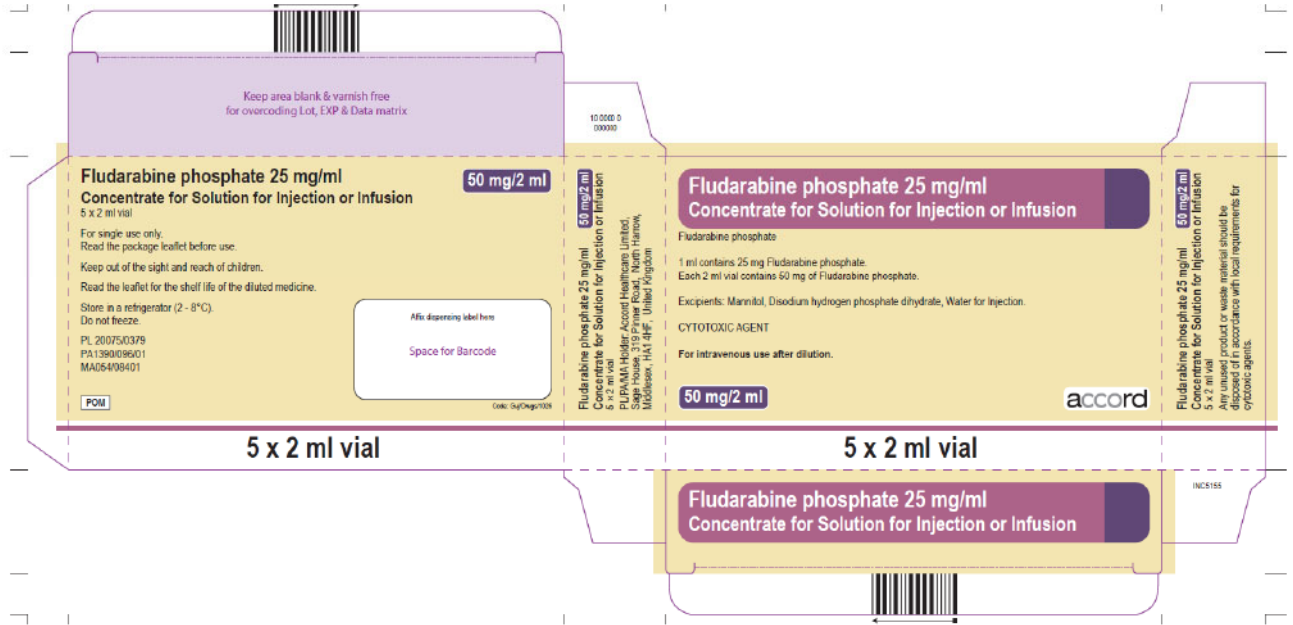 Keep area blank & varnish free
for overcoding Lot, EXP & Data matrix
10 0000 0
000000
Fludarabine phosphate 25 mg/ml
Concentrate for Solution for Injection or Infusion
5 x 2 ml vial
50 mg/2 ml
For single use only.
Read the package leaflet before use.
Keep out of the sight and reach of children.
Read the leaflet for the shelf life of the diluted medicine.
Store in a refrigerator (2 - 8°C).
Do not freeze.
PL 20075/0379
PA1390/096/01
MA054/08401
POM
Affix dispensing label here
Space for Barcode
Code: Guj/Drugs/1025
5 x 2 ml vial
Fludarabine phosphate 25 mg/ml
50 mg/2 ml
Concentrate for Solution for Injection or Infusion
5 x 2 ml vial
PL/PA/MA Holder: Accord Healthcare Limited,
Sage House, 319 Pinner Road, North Harrow,
Middlesex, HA1 4HF, United Kingdom
Fludarabine phosphate 25 mg/ml
Concentrate for Solution for Injection or Infusion
Fludarabine phosphate
1 ml contains 25 mg Fludarabine phosphate.
Each 2 ml vial contains 50 mg of Fludarabine phosphate.
Excipients: Mannitol, Disodium hydrogen phosphate dihydrate, Water for Injection.
CYTOTOXIC AGENT
For intravenous use after dilution.
50 mg/2 ml
accord
5 x 2 ml vial
Fludarabine phosphate 25 mg/ml
50 mg/2 ml
Concentrate for Solution for Injection or Infusion
5 x 2 ml vial
Any unused product or waste material should be
disposed of in accordance with local requirements for
cytotoxic agents.
INC5155
Fludarabine phosphate 25 mg/ml
Concentrate for Solution for Injection or Infusion